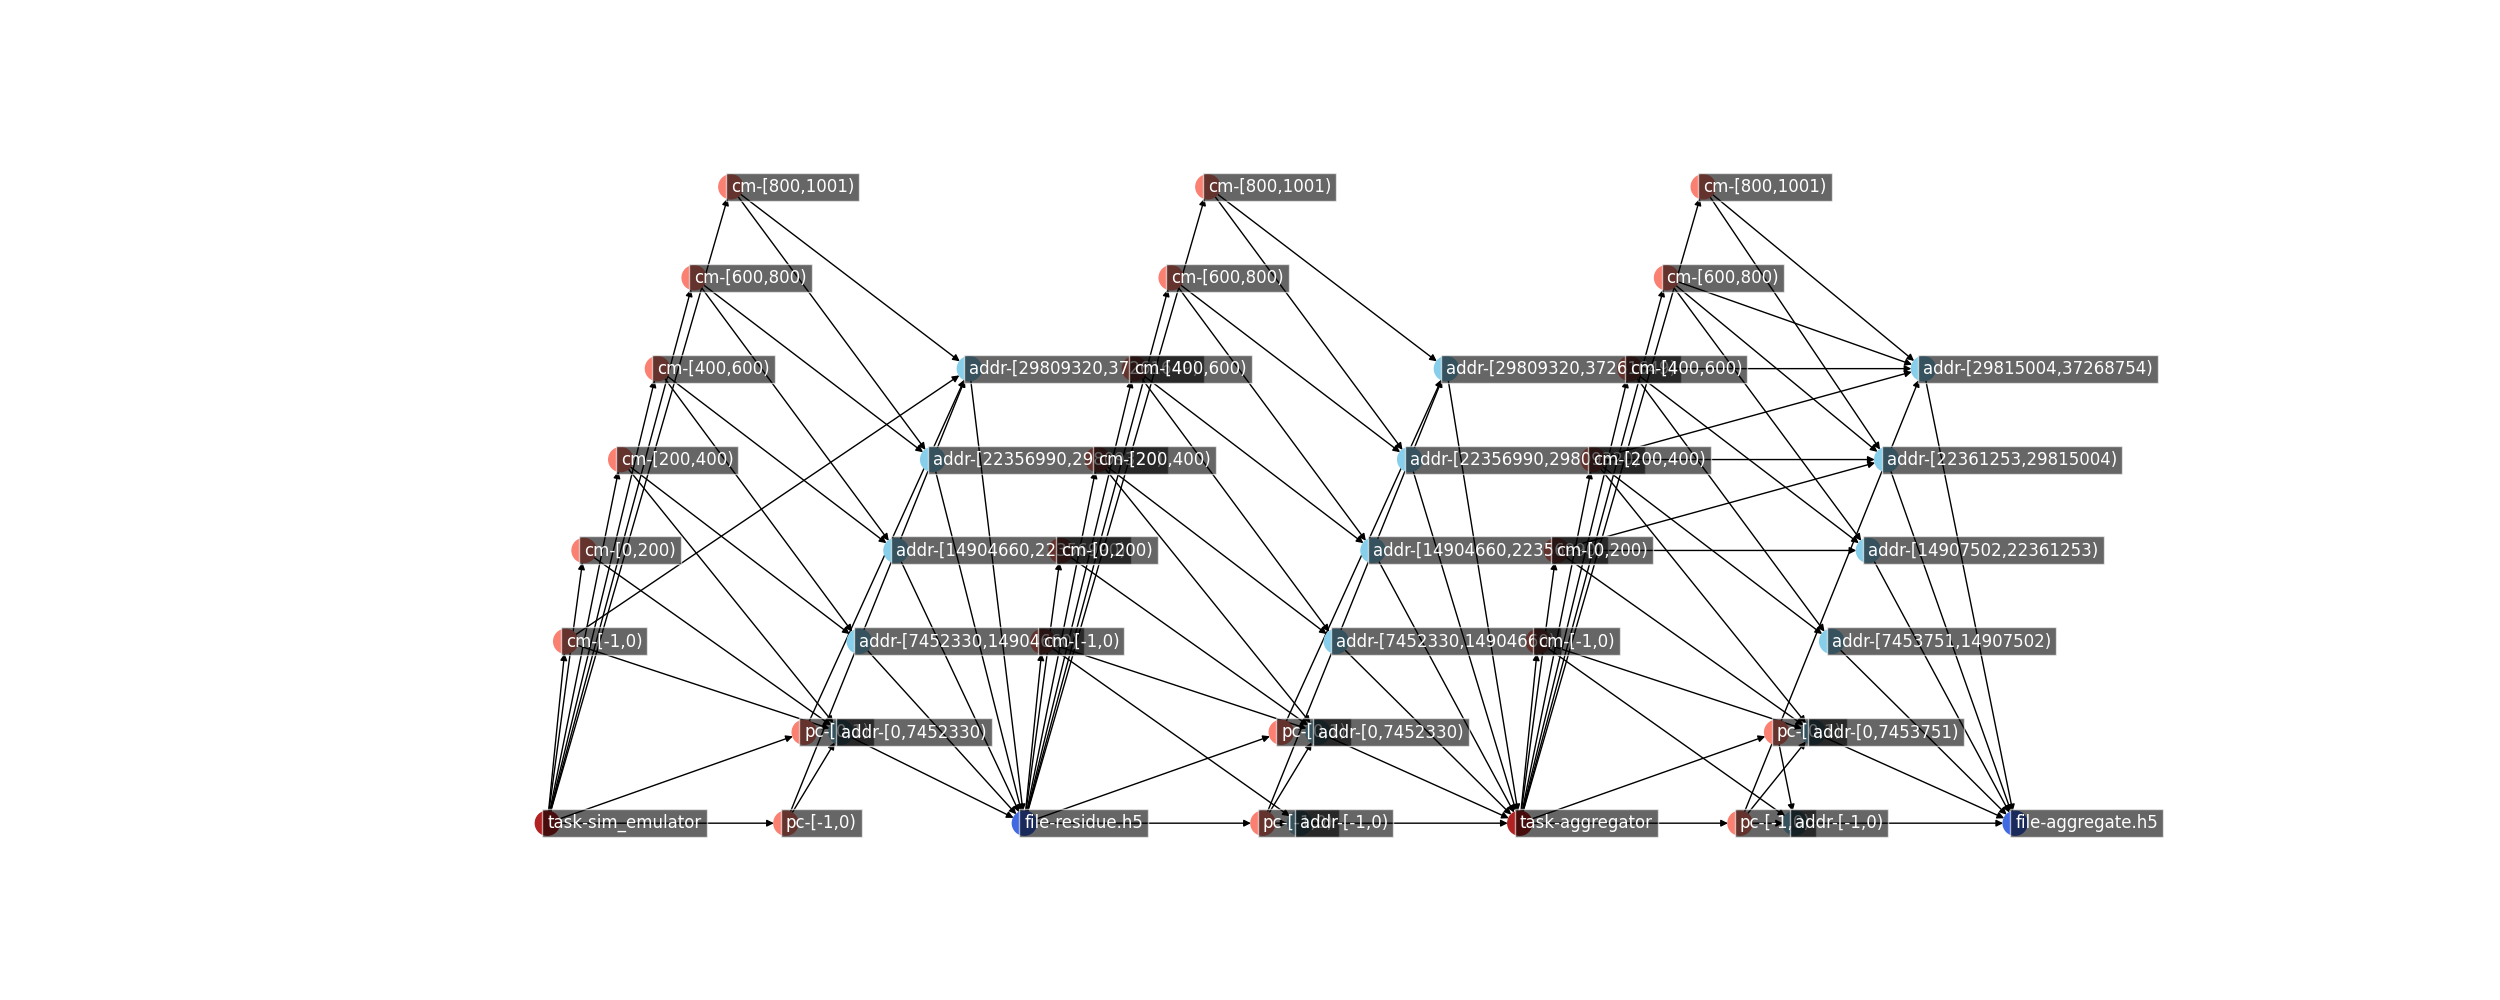 cm-[800,1001)
cm-[800,1001)
cm-[800,1001)
cm-[600,800)
cm-[600,800)
cm-[600,800)
cm-[400,600)
addr-[29809320,37
cm-[400,600)
addr-[29809320,3726
cm-[400,600)
addr-[29815004,37268754)
cm-[200,400)
addr-[22356990,29
cm-[200,400)
addr-[22356990,2980
cm-[200,400)
addr-[22361253,29815004)
cm-[0,200)
addr-[14904660,2235
cm-[0,200)
addr-[14904660,2235
cm-[0,200)
addr-[14907502,22361253)
cm-[-1,0)
addr-[7452330,14904
cm-[-1,0)
addr-[7452330,1490466
cm-[-1,0)
addr-[7453751,14907502)
pc-[0
addr-[0,7452330)
pc-[
addr-[0,7452330)
pc-[
addr-[0,7453751)
task-sim_emulator
pc-[-1,0)
file-residue.h5
pc-[
addr-[-1,0)
task-aggregator
pc-[-1
addr-[-1,0)
file-aggregate.h5